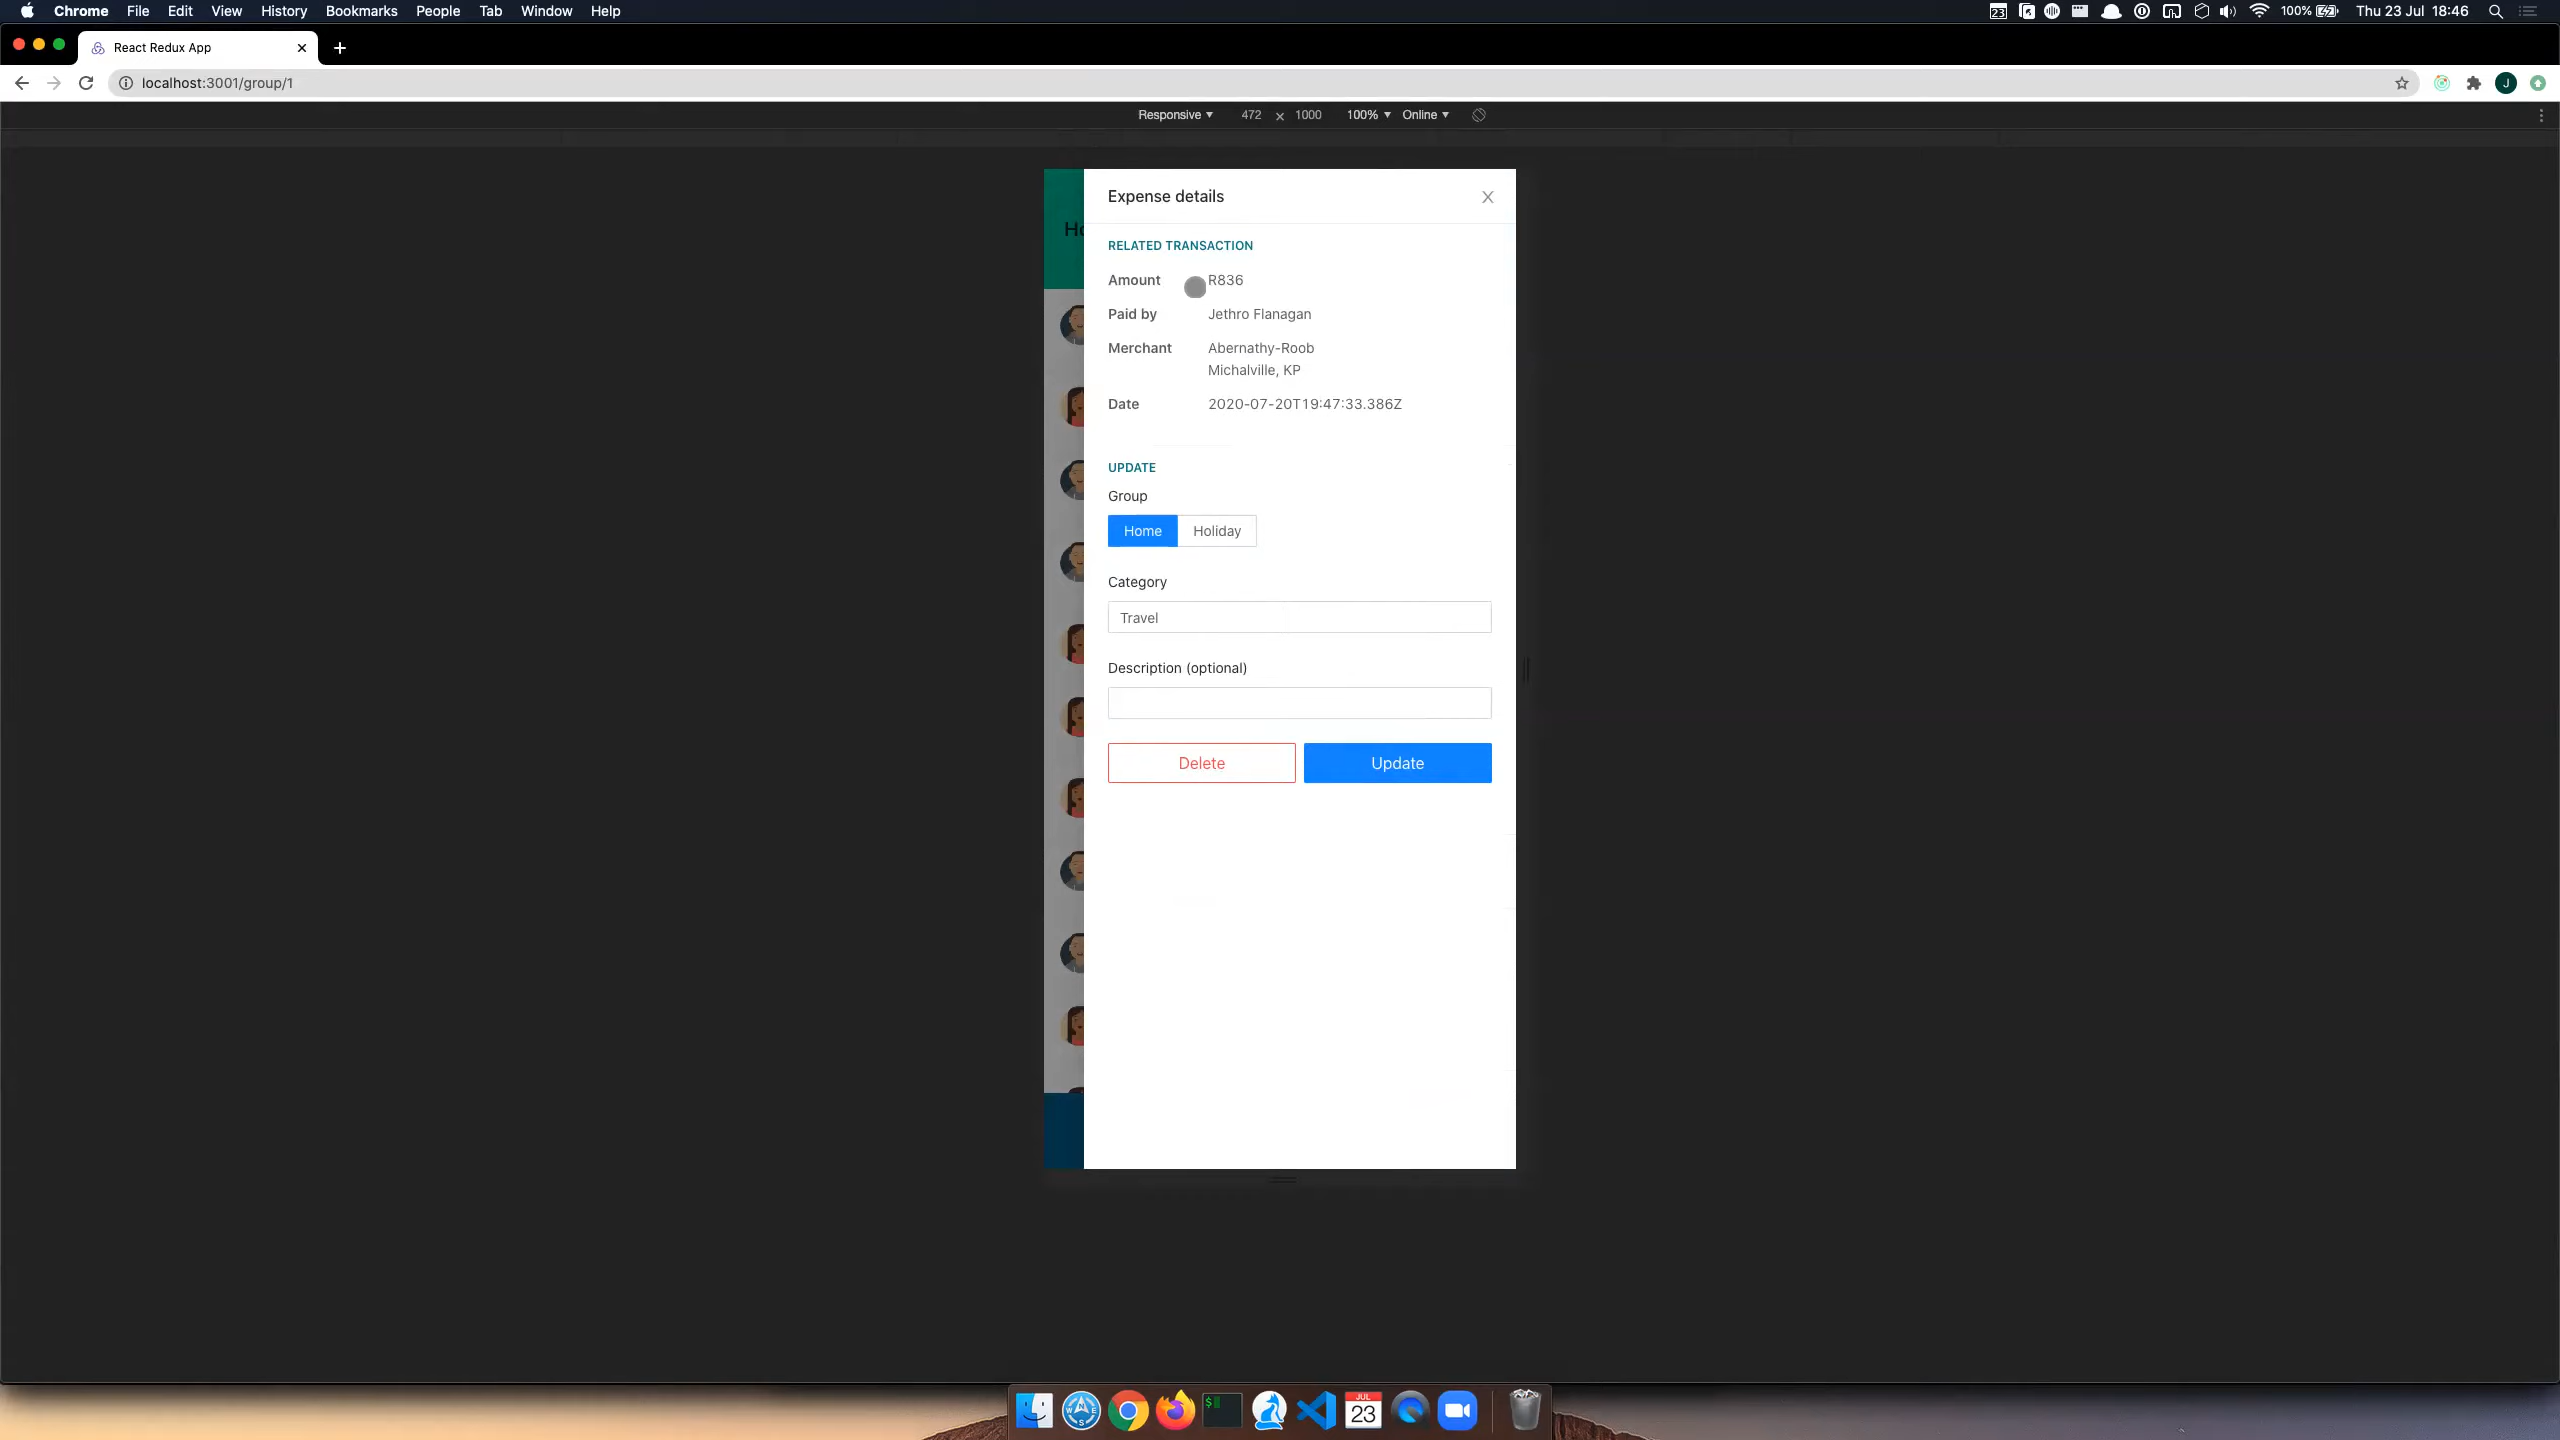 Chrome File Edit View History Bookmarks People Tab Window Help
23 100% Thu 23 Jul 18:46
React Redux App
localhost:3001/group/1
J
Responsive 472 × 1000 100% Online
Expense details
RELATED TRANSACTION
Amount R836
Paid by Jethro Flanagan
Merchant Abernathy-Roob
Michalville, KP
Date 2020-07-20T19:47:33.386Z
UPDATE
Group
Home Holiday
Category
Travel
Description (optional)
Delete Update
JUL
23